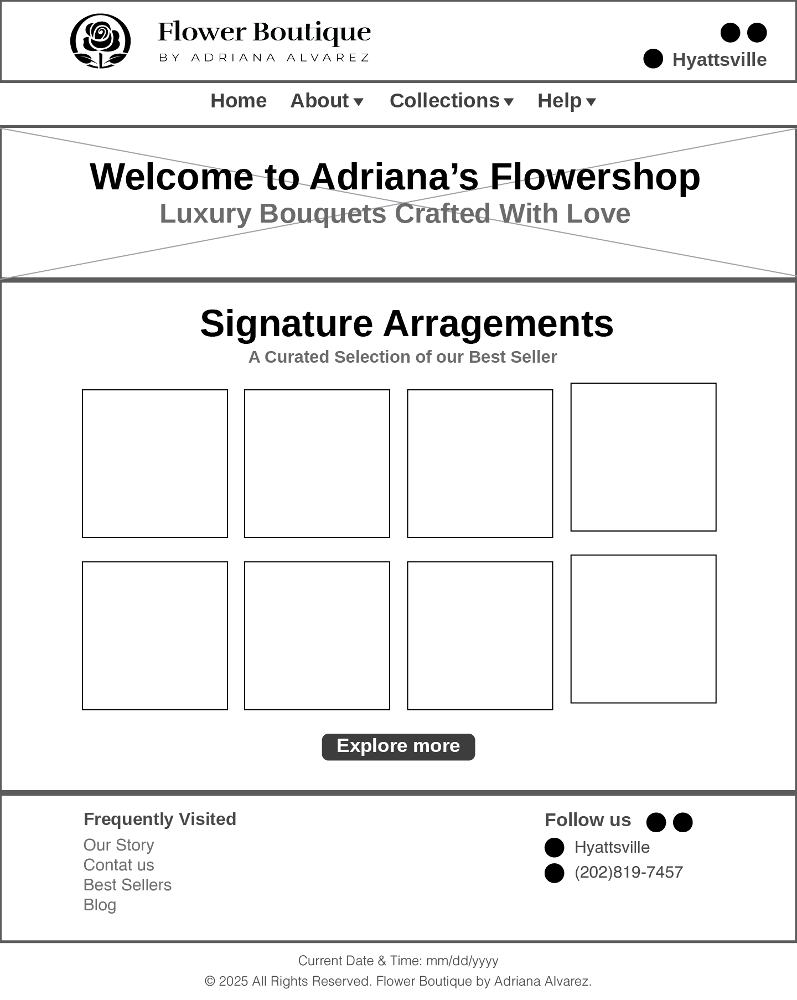 Flower Boutique
BY ADRIANA ALVAREZ
Hyattsville
Home About Collections Help
Welcome to Adriana’s Flowershop
Luxury Bouquets Crafted With Love
Signature Arragements
A Curated Selection of our Best Seller
Explore more
Frequently Visited
Our Story
Contat us
Best Sellers
Blog
Follow us
Hyattsville
(202)819-7457
Current Date & Time: mm/dd/yyyy
© 2025 All Rights Reserved. Flower Boutique by Adriana Alvarez.